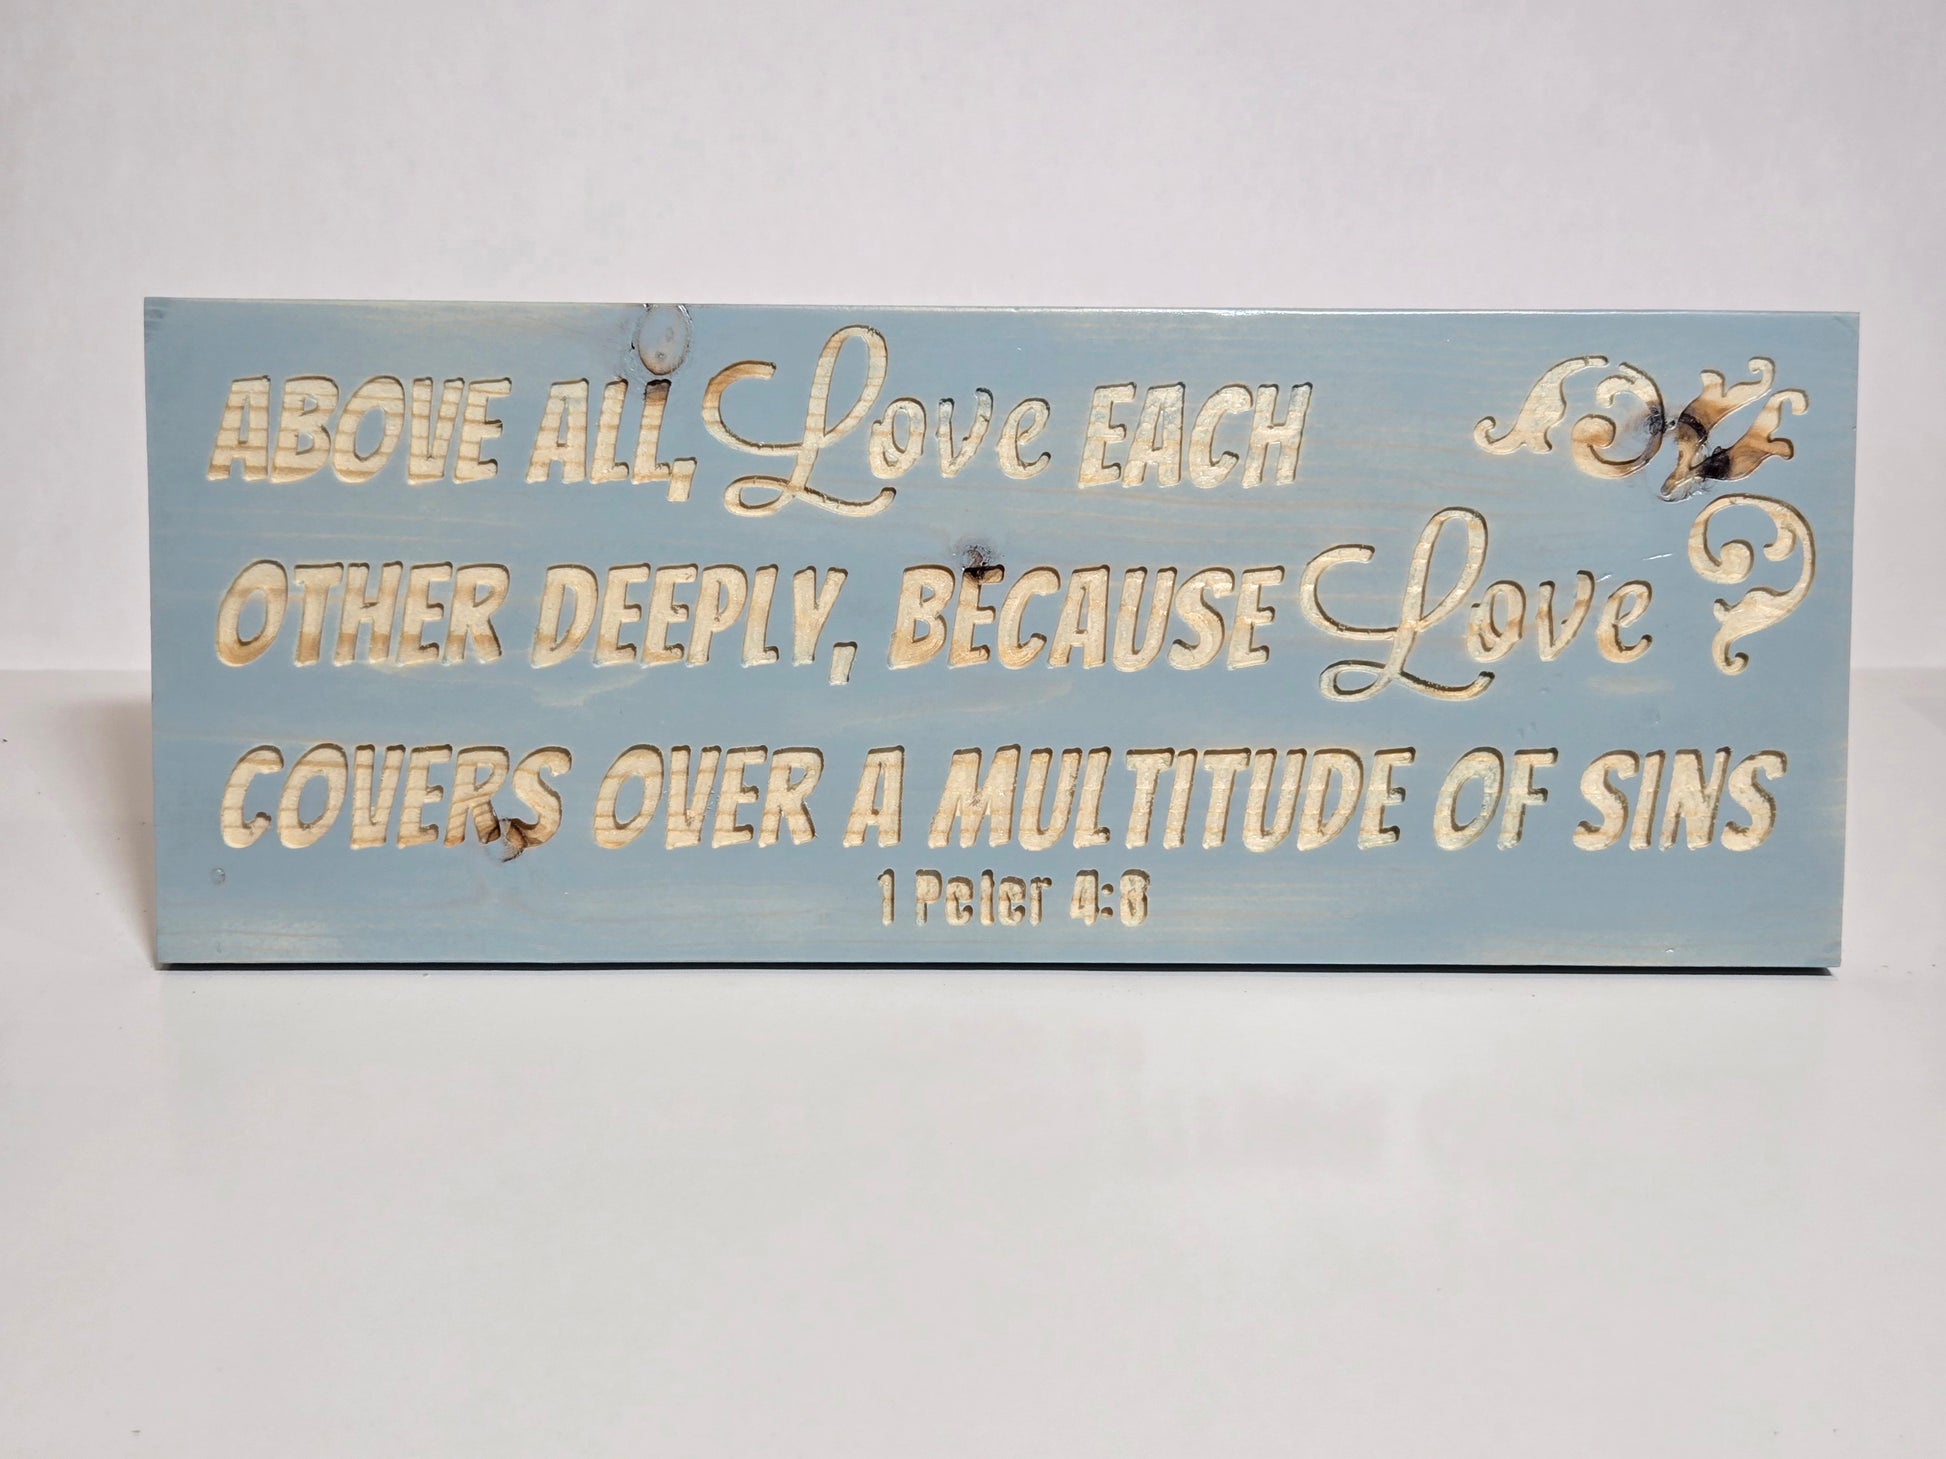 ABOVE ALL, Love EACH
OTHER DEEPLY, BECAUSE Love
COVERS OVER A MULTITUDE OF SINS
1 Peter 4:8